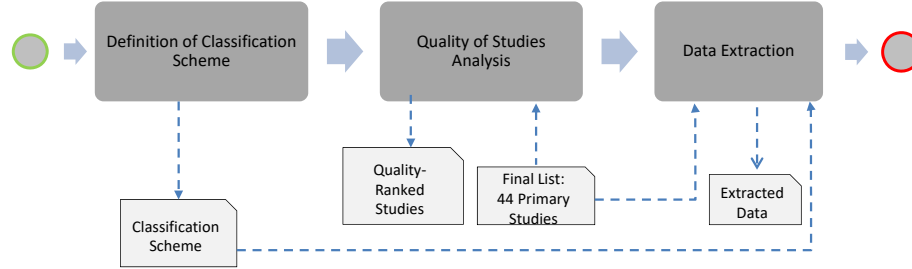 Definition of Classification
Scheme
Quality of Studies
Analysis
Data Extraction
Quality-
Ranked
Studies
Final List:
44 Primary
Studies
Extracted
Data
Classification
Scheme